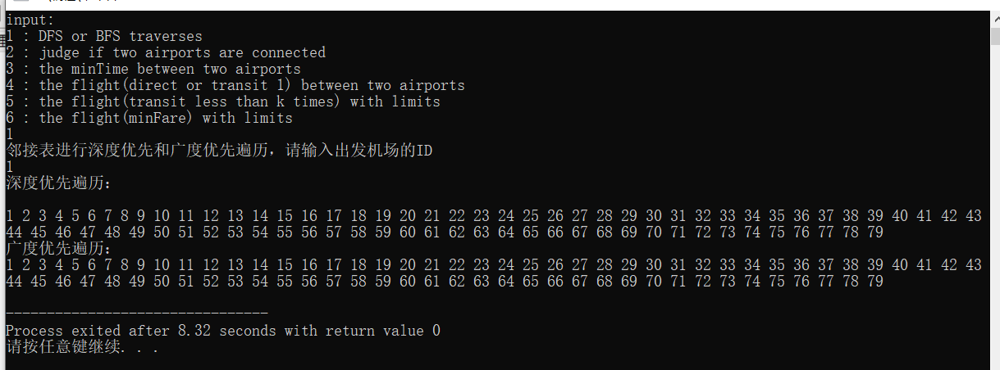 input:
1 : DFS or BFS traverses
2 : judge if two airports are connected
3 : the minTime between two airports
4 : the flight(direct or transit 1) between two airports
5 : the flight(transit less than k times) with limits
6 : the flight(minFare) with limits
1
邻接表进行深度优先和广度优先遍历，请输入出发机场的ID
1
深度优先遍历：
1 2 3 4 5 6 7 8 9 10 11 12 13 14 15 16 17 18 19 20 21 22 23 24 25 26 27 28 29 30 31 32 33 34 35 36 37 38 39 40 41 42 43
44 45 46 47 48 49 50 51 52 53 54 55 56 57 58 59 60 61 62 63 64 65 66 67 68 69 70 71 72 73 74 75 76 77 78 79
广度优先遍历：
1 2 3 4 5 6 7 8 9 10 11 12 13 14 15 16 17 18 19 20 21 22 23 24 25 26 27 28 29 30 31 32 33 34 35 36 37 38 39 40 41 42 43
44 45 46 47 48 49 50 51 52 53 54 55 56 57 58 59 60 61 62 63 64 65 66 67 68 69 70 71 72 73 74 75 76 77 78 79
--------------------------------
Process exited after 8.32 seconds with return value 0
请按任意键继续. . .